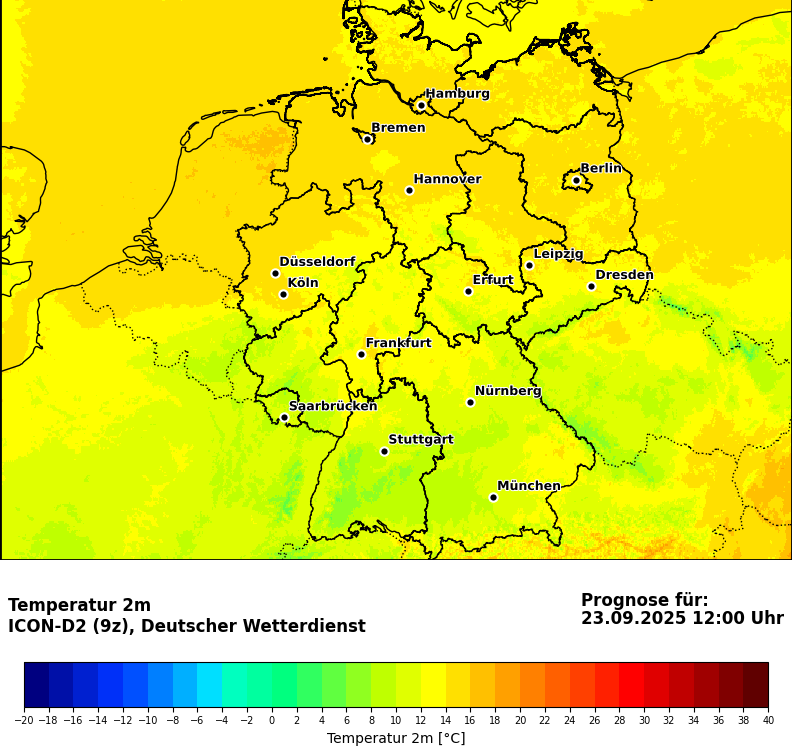 Hamburg
Bremen
Berlin
Hannover
Leipzig
Düsseldorf
Dresden
Köln
Erfurt
Frankfurt
Nürnberg
Saarbrücken
Stuttgart
München
Temperatur 2m
ICON-D2 (9z), Deutscher Wetterdienst
Prognose für:
23.09.2025 12:00 Uhr
−20 −18 −16 −14 −12 −10 −8 −6 −4 −2 0 2 4 6 8 10 12 14 16 18 20 22 24 26 28 30 32 34 36 38 40
Temperatur 2m [°C]